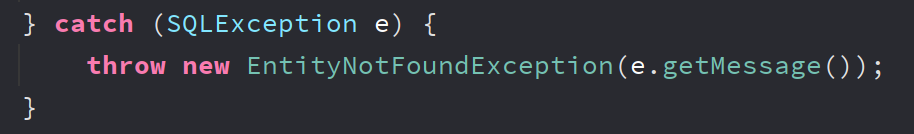 } catch (SQLException e) {
throw new EntityNotFoundException(e.getMessage());
}